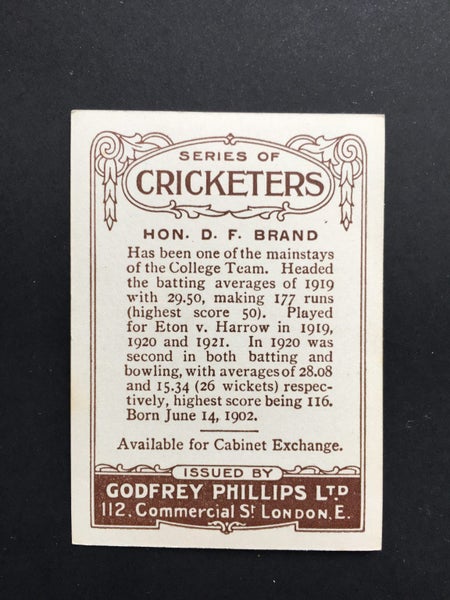 SERIES OF
CRICKETERS
HON. D. F. BRAND
Has been one of the mainstays
of the College Team. Headed
the batting averages of 1919
with 29.50, making 177 runs
(highest score 50). Played
for Eton v. Harrow in 1919,
1920 and 1921. In 1920 was
second in both batting and
bowling, with averages of 28.08
and 15.34 (26 wickets) respec-
tively, highest score being 116.
Born June 14, 1902.
Available for Cabinet Exchange.
ISSUED BY
GODFREY PHILLIPS LTD
112, Commercial St LONDON, E.